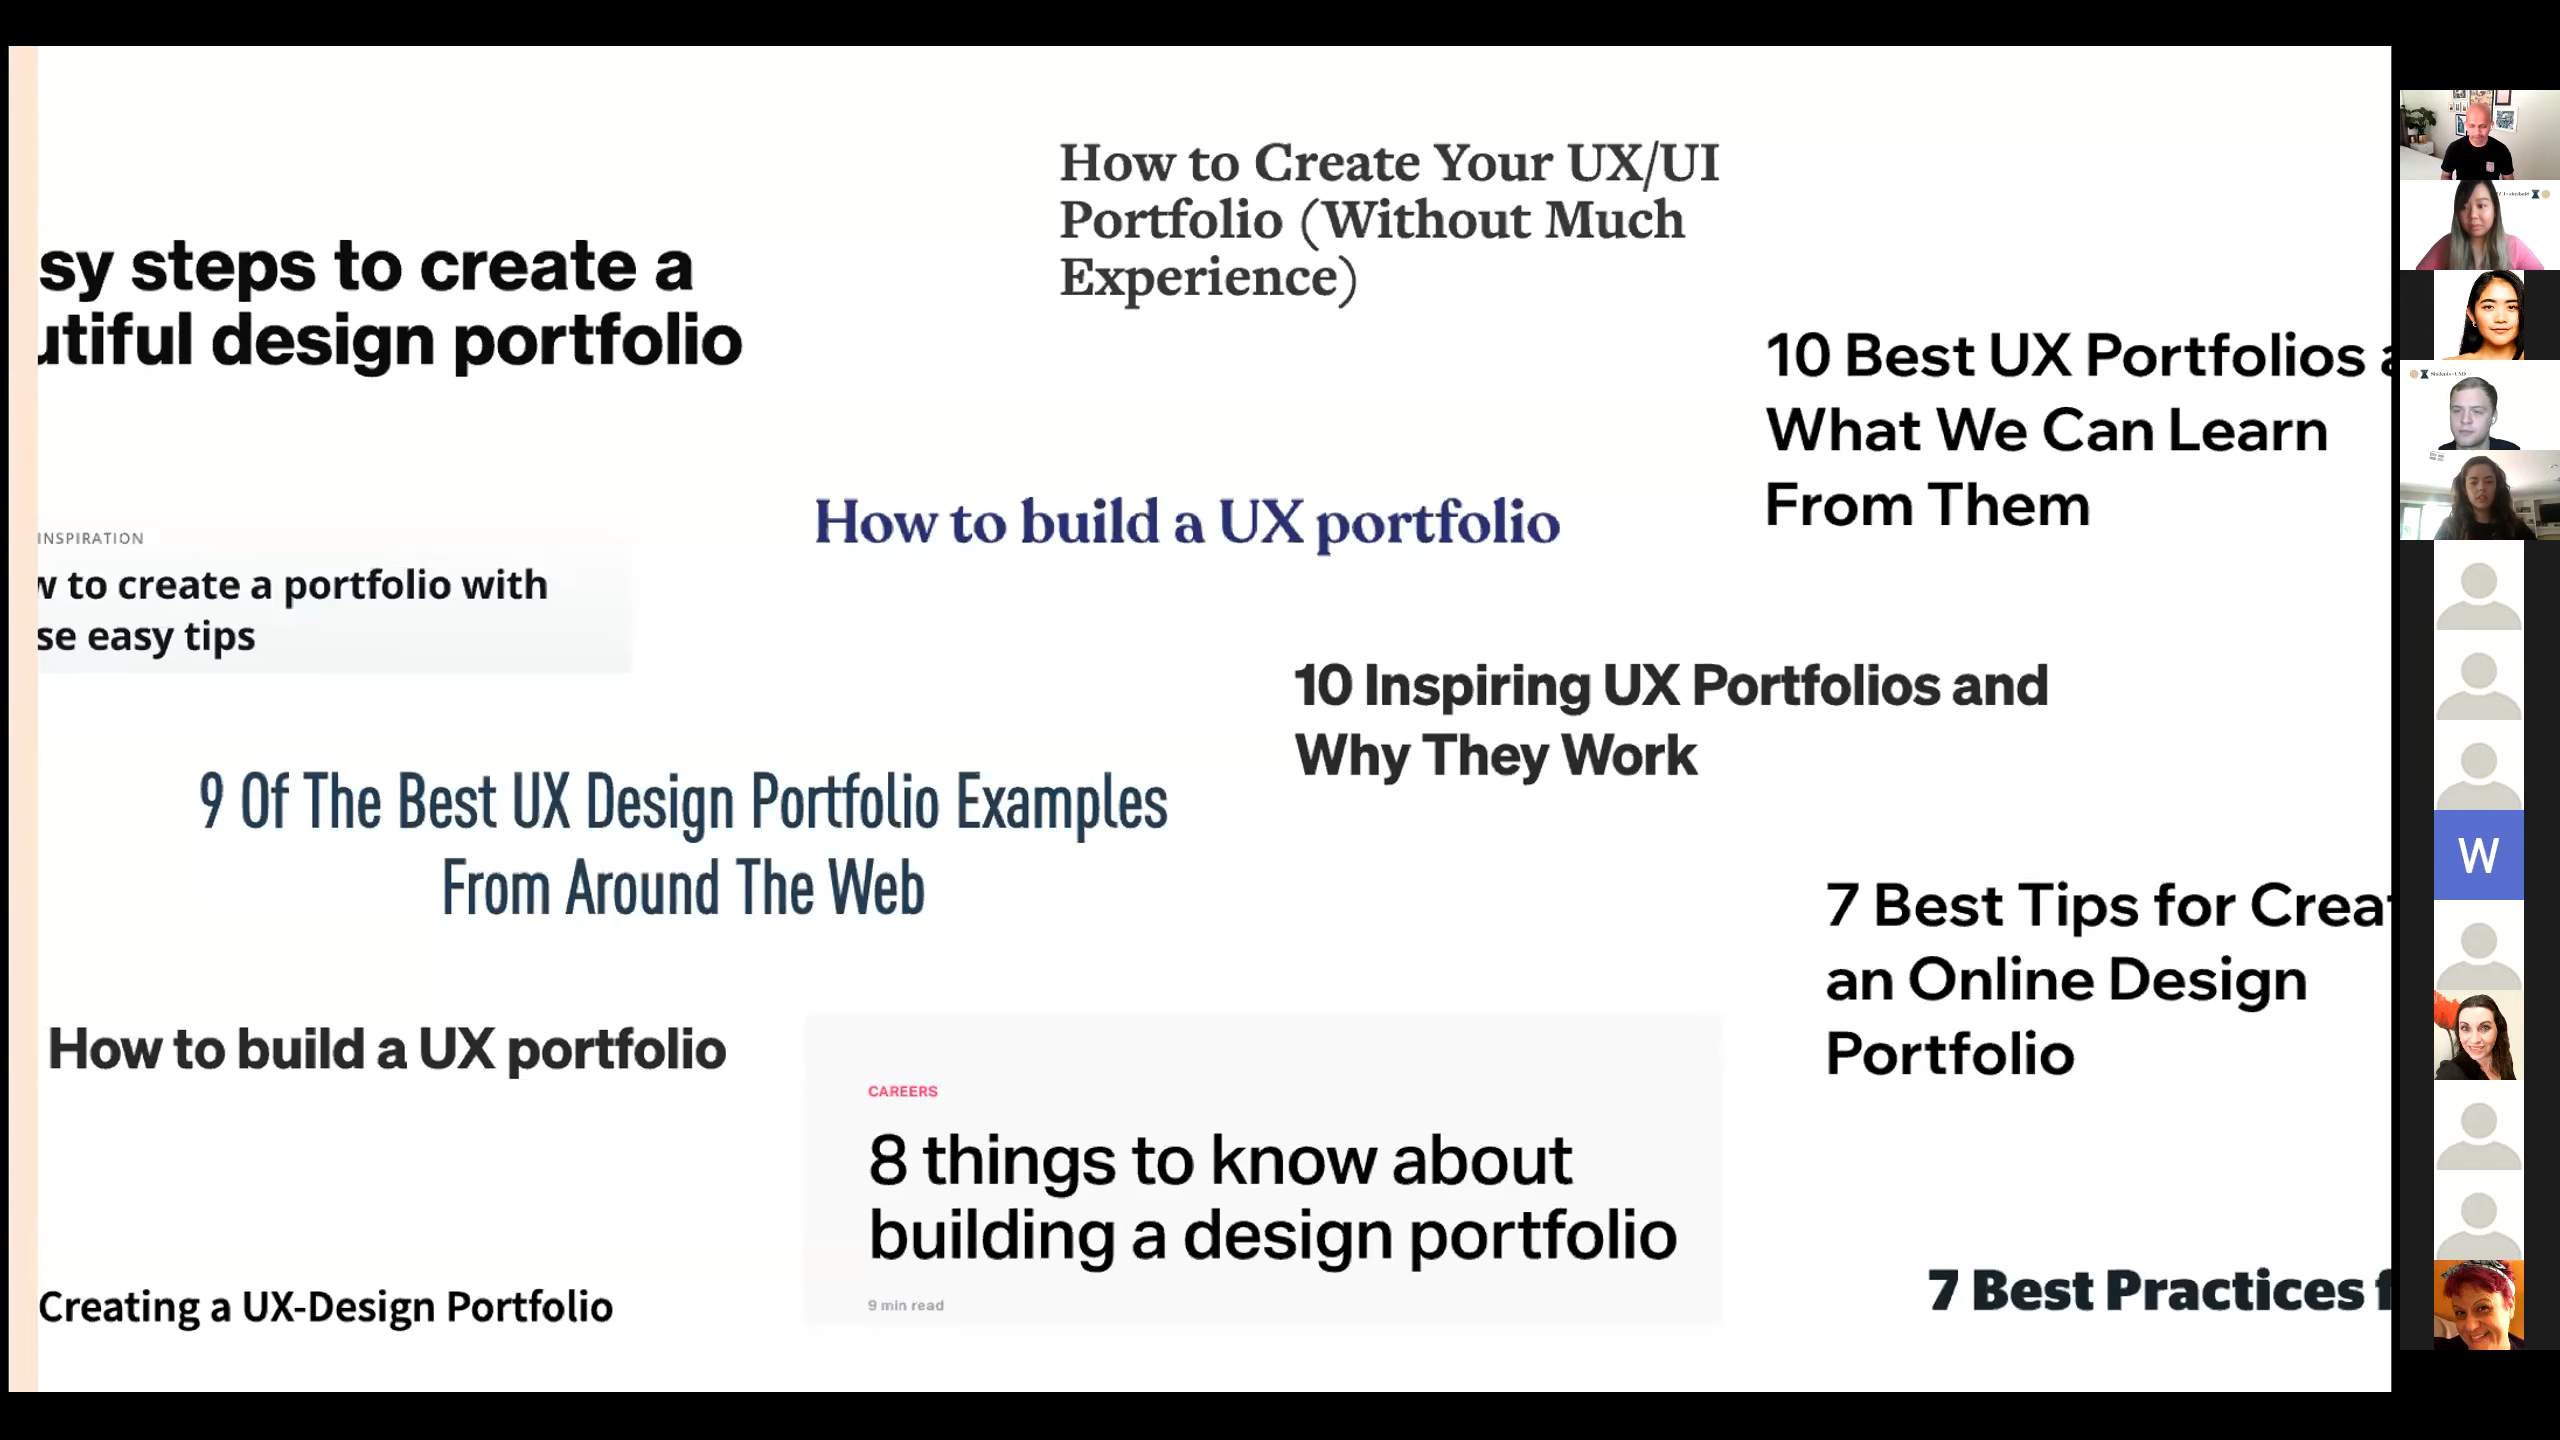 How to Create Your UX/UI
Portfolio (Without Much
Experience)
sy steps to create a
utiful design portfolio
10 Best UX Portfolios a
What We Can Learn
From Them
How to build a UX portfolio
INSPIRATION
w to create a portfolio with
se easy tips
10 Inspiring UX Portfolios and
Why They Work
9 Of The Best UX Design Portfolio Examples
From Around The Web
W
7 Best Tips for Creat
an Online Design
Portfolio
How to build a UX portfolio
CAREERS
8 things to know about
building a design portfolio
9 min read
Creating a UX-Design Portfolio
7 Best Practices f